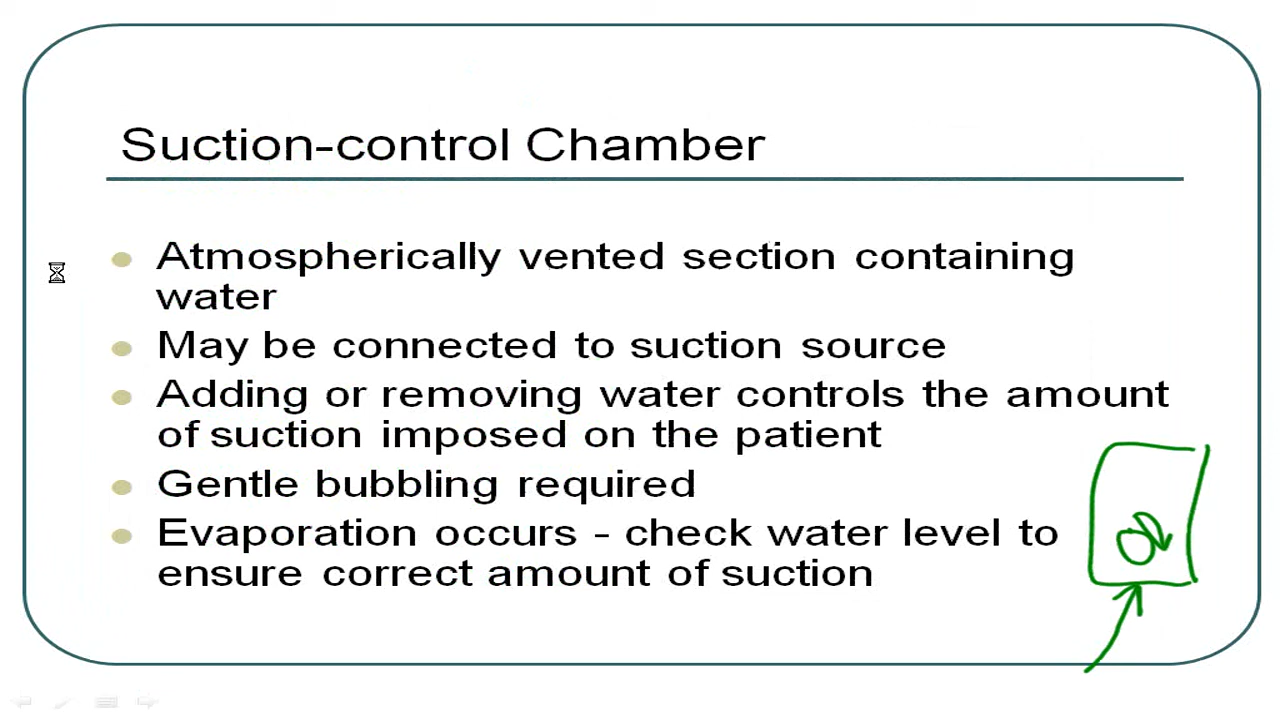 Suction-control Chamber
Atmospherically vented section containing
water
May be connected to suction source
Adding or removing water controls the amount
of suction imposed on the patient
Gentle bubbling required
Evaporation occurs - check water level to
ensure correct amount of suction